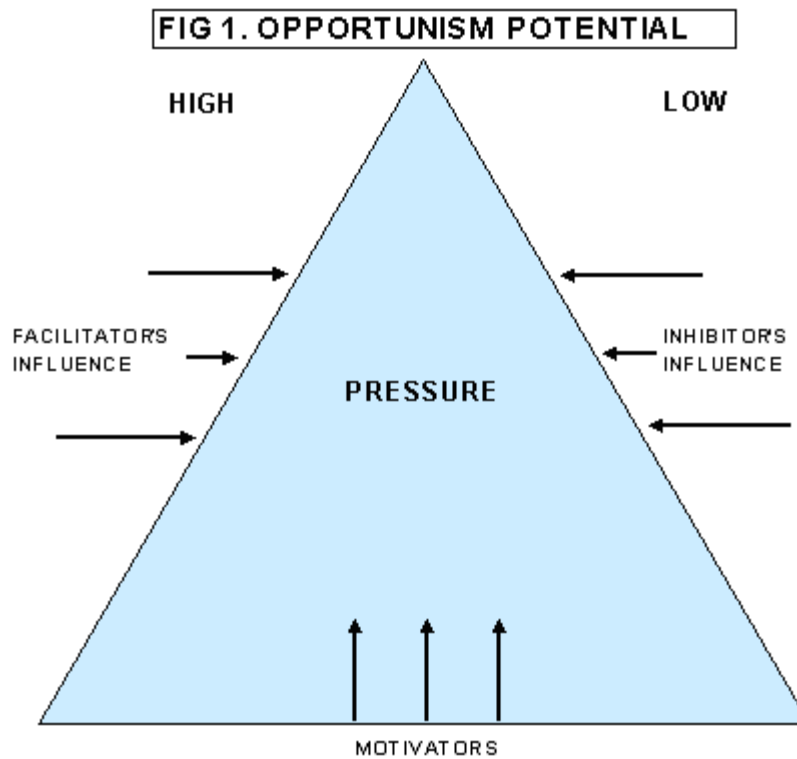 FIG 1. OPPORTUNISM POTENTIAL
HIGH
LOW
FACILITATOR'S
INFLUENCE
INHIBITOR'S
INFLUENCE
PRESSURE
MOTIVATORS